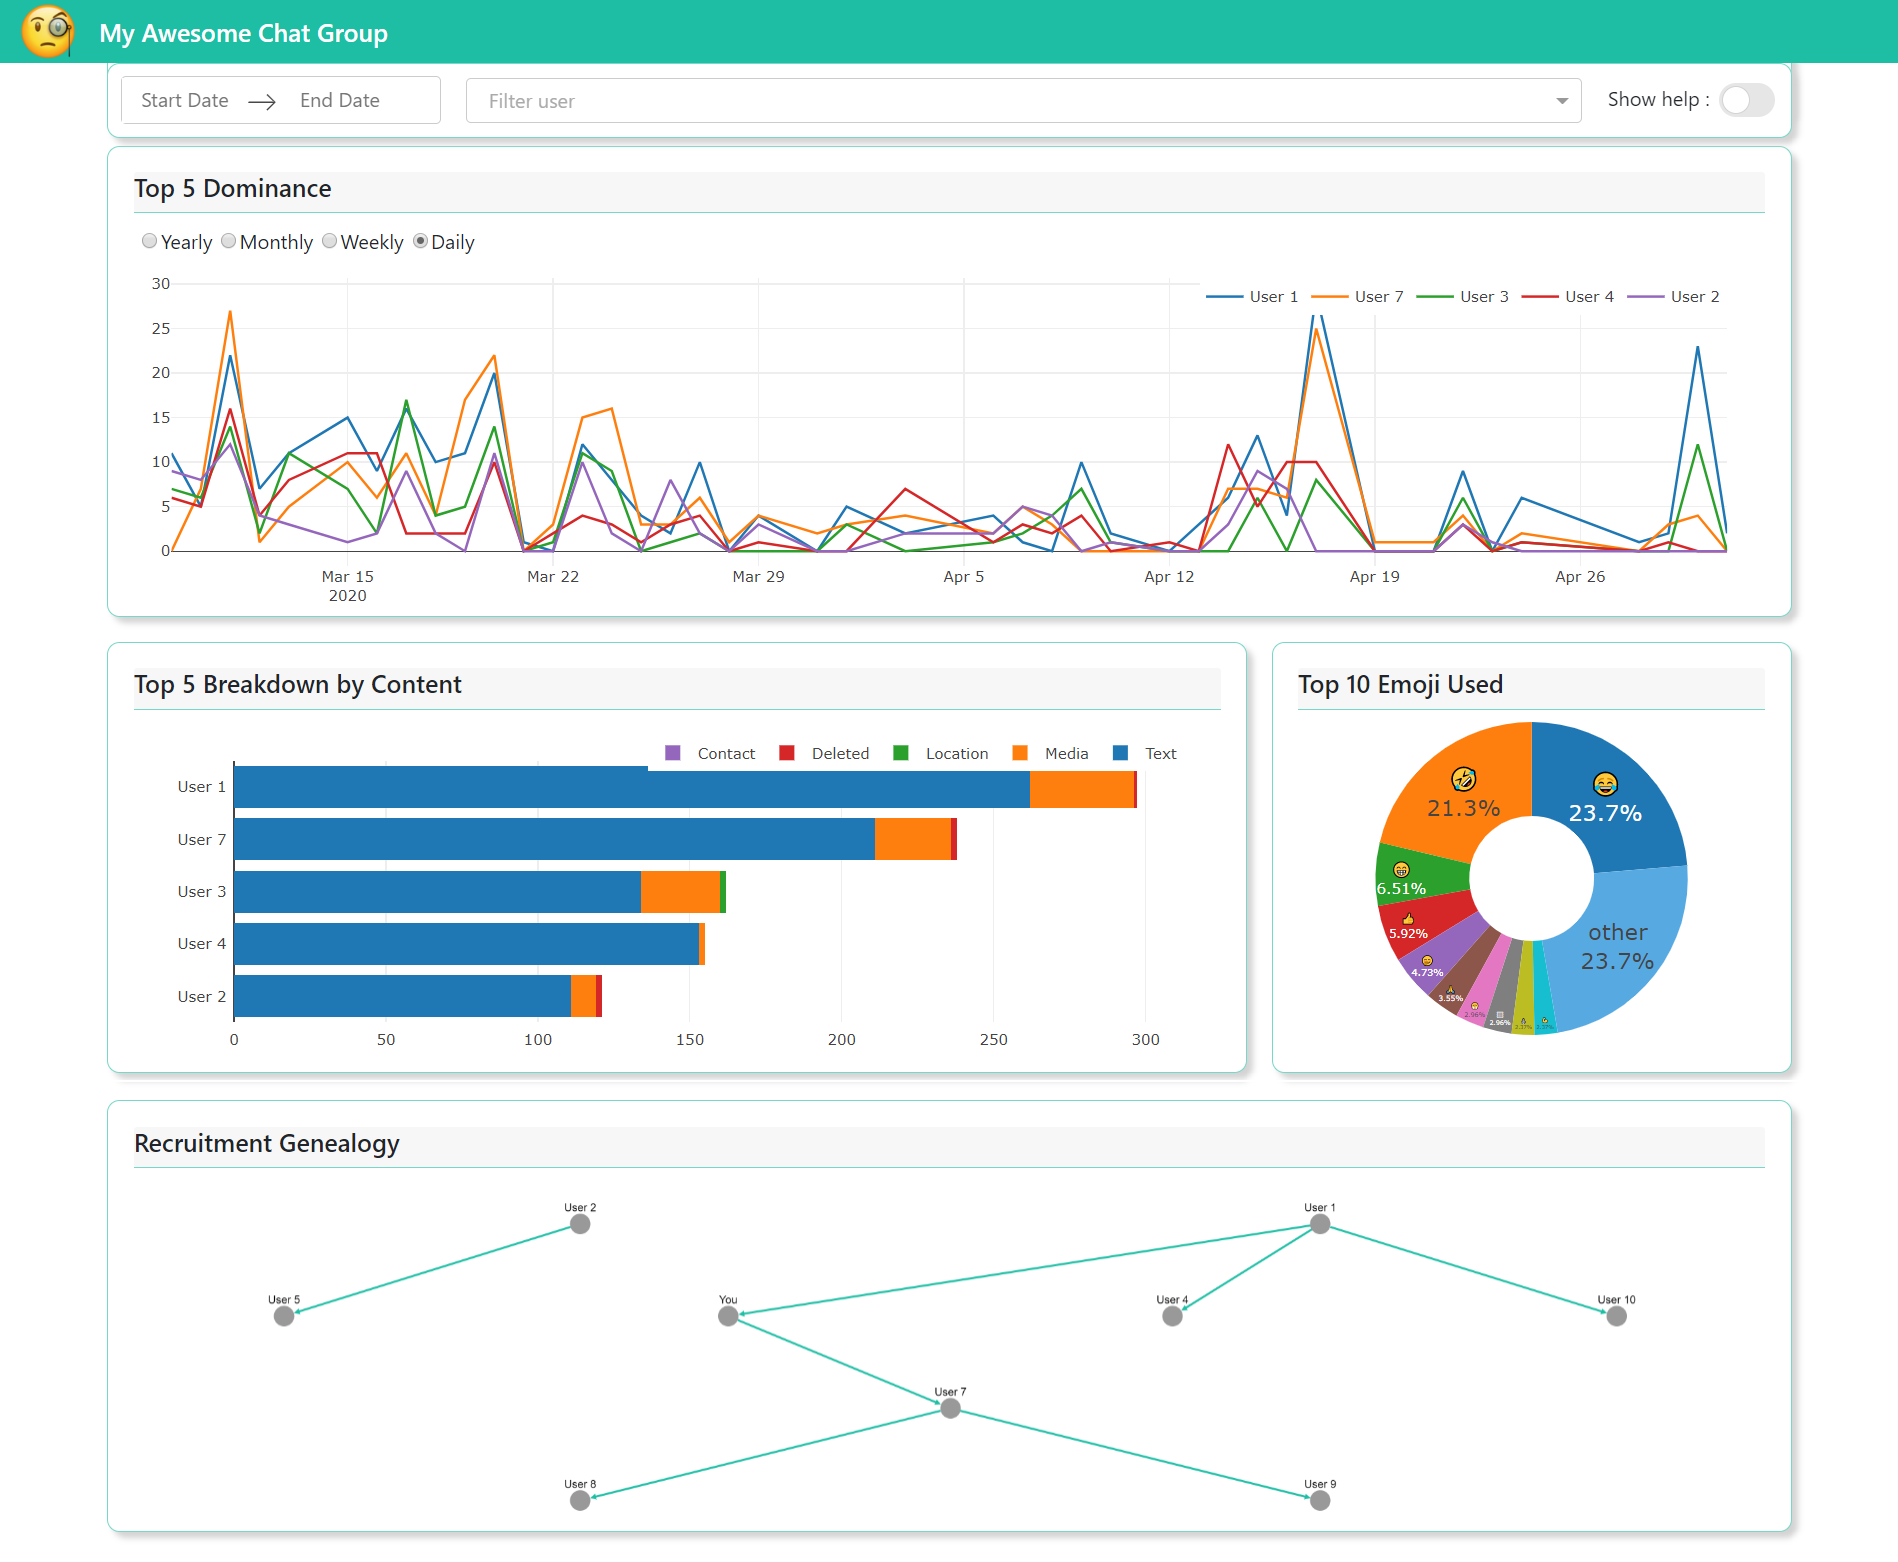 My Awesome Chat Group
Start Date → End Date
Filter user
Show help :
Top 5 Dominance
Yearly Monthly Weekly Daily
30
25
20
15
10
5
0
User 1 User 7 User 3 User 4 User 2
Mar 15 Mar 22 Mar 29 Apr 5 Apr 12 Apr 19 Apr 26
2020
Top 5 Breakdown by Content
Contact Deleted Location Media Text
User 1
User 7
User 3
User 4
User 2
0 50 100 150 200 250 300
Top 10 Emoji Used
😂
23.7%
🤣
21.3%
😁
6.51%
👍
5.92%
4.73%
3.55%
2.96%
2.96%
2.37%
2.37%
other
23.7%
Recruitment Genealogy
User 2
User 1
User 5
You
User 4
User 10
User 7
User 8
User 9